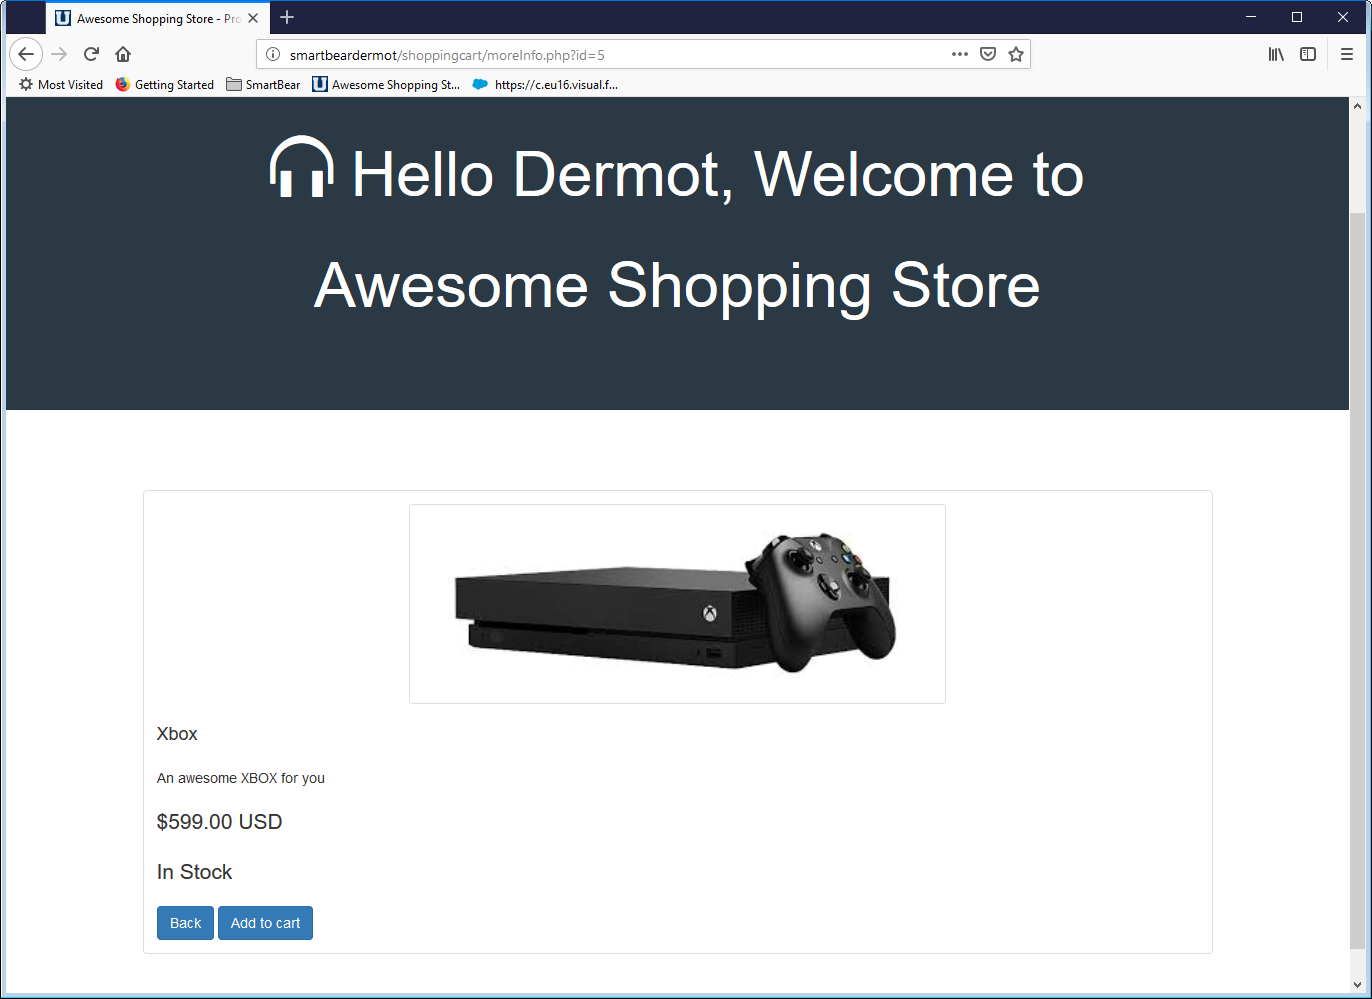 Awesome Shopping Store - Pro
smartbeardermot/shoppingcart/moreInfo.php?id=5
Most Visited
Getting Started
SmartBear
Awesome Shopping St...
https://c.eu16.visual.f...
Hello Dermot, Welcome to
Awesome Shopping Store
Xbox
An awesome XBOX for you
$599.00 USD
In Stock
Back
Add to cart